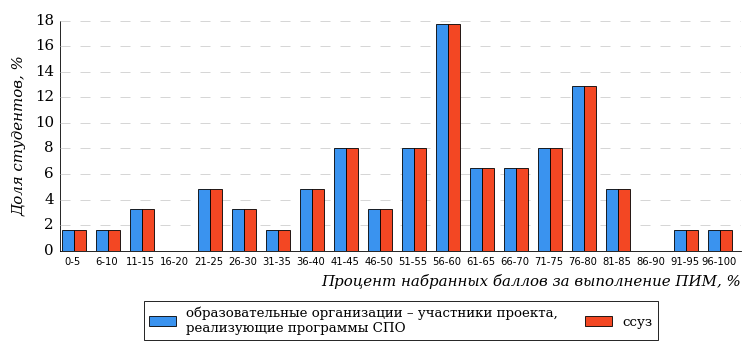 18
16
14
12
10
8
6
4
2
0
Доля студентов, %
0-5 6-10 11-15 16-20 21-25 26-30 31-35 36-40 41-45 46-50 51-55 56-60 61-65 66-70 71-75 76-80 81-85 86-90 91-95 96-100
Процент набранных баллов за выполнение ПИМ, %
образовательные организации – участники проекта,
реализующие программы СПО
ссуз